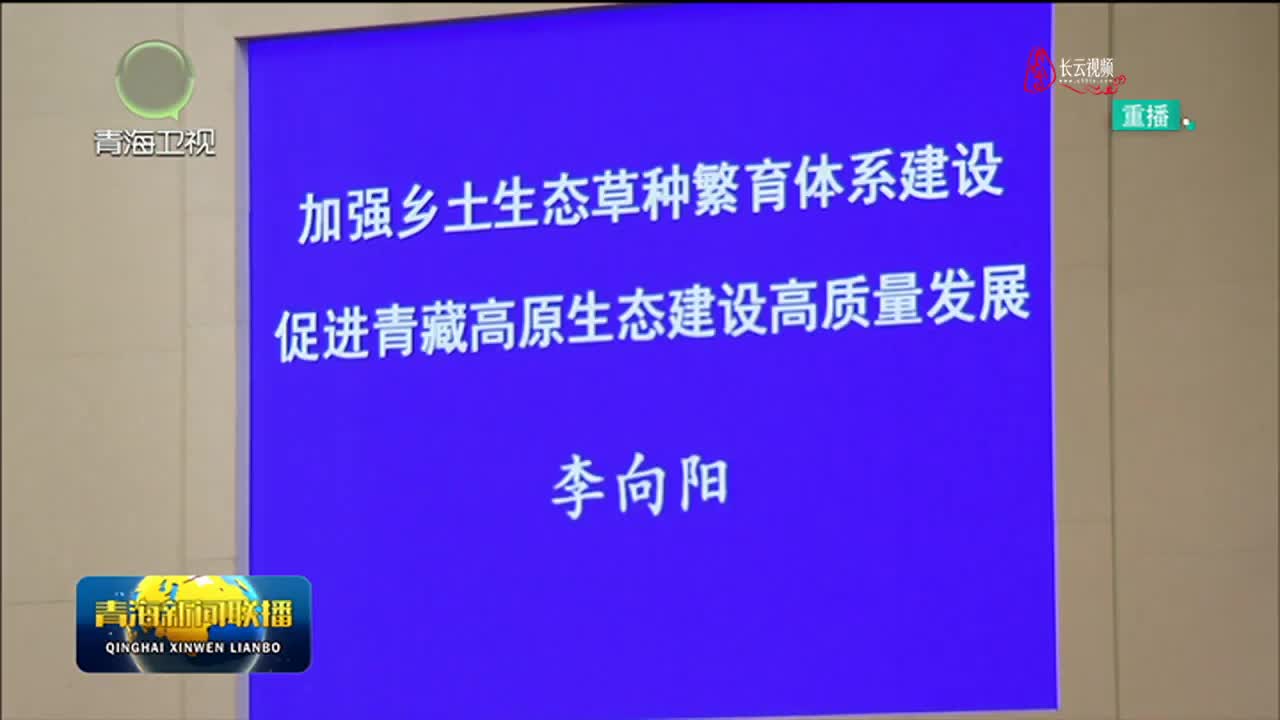 长云视频
重播
青海卫视
加强乡土生态草种繁育体系建设
促进青藏高原生态建设高质量发展
李向阳
青海新闻联播
QINGHAI XINWEN LIANBO